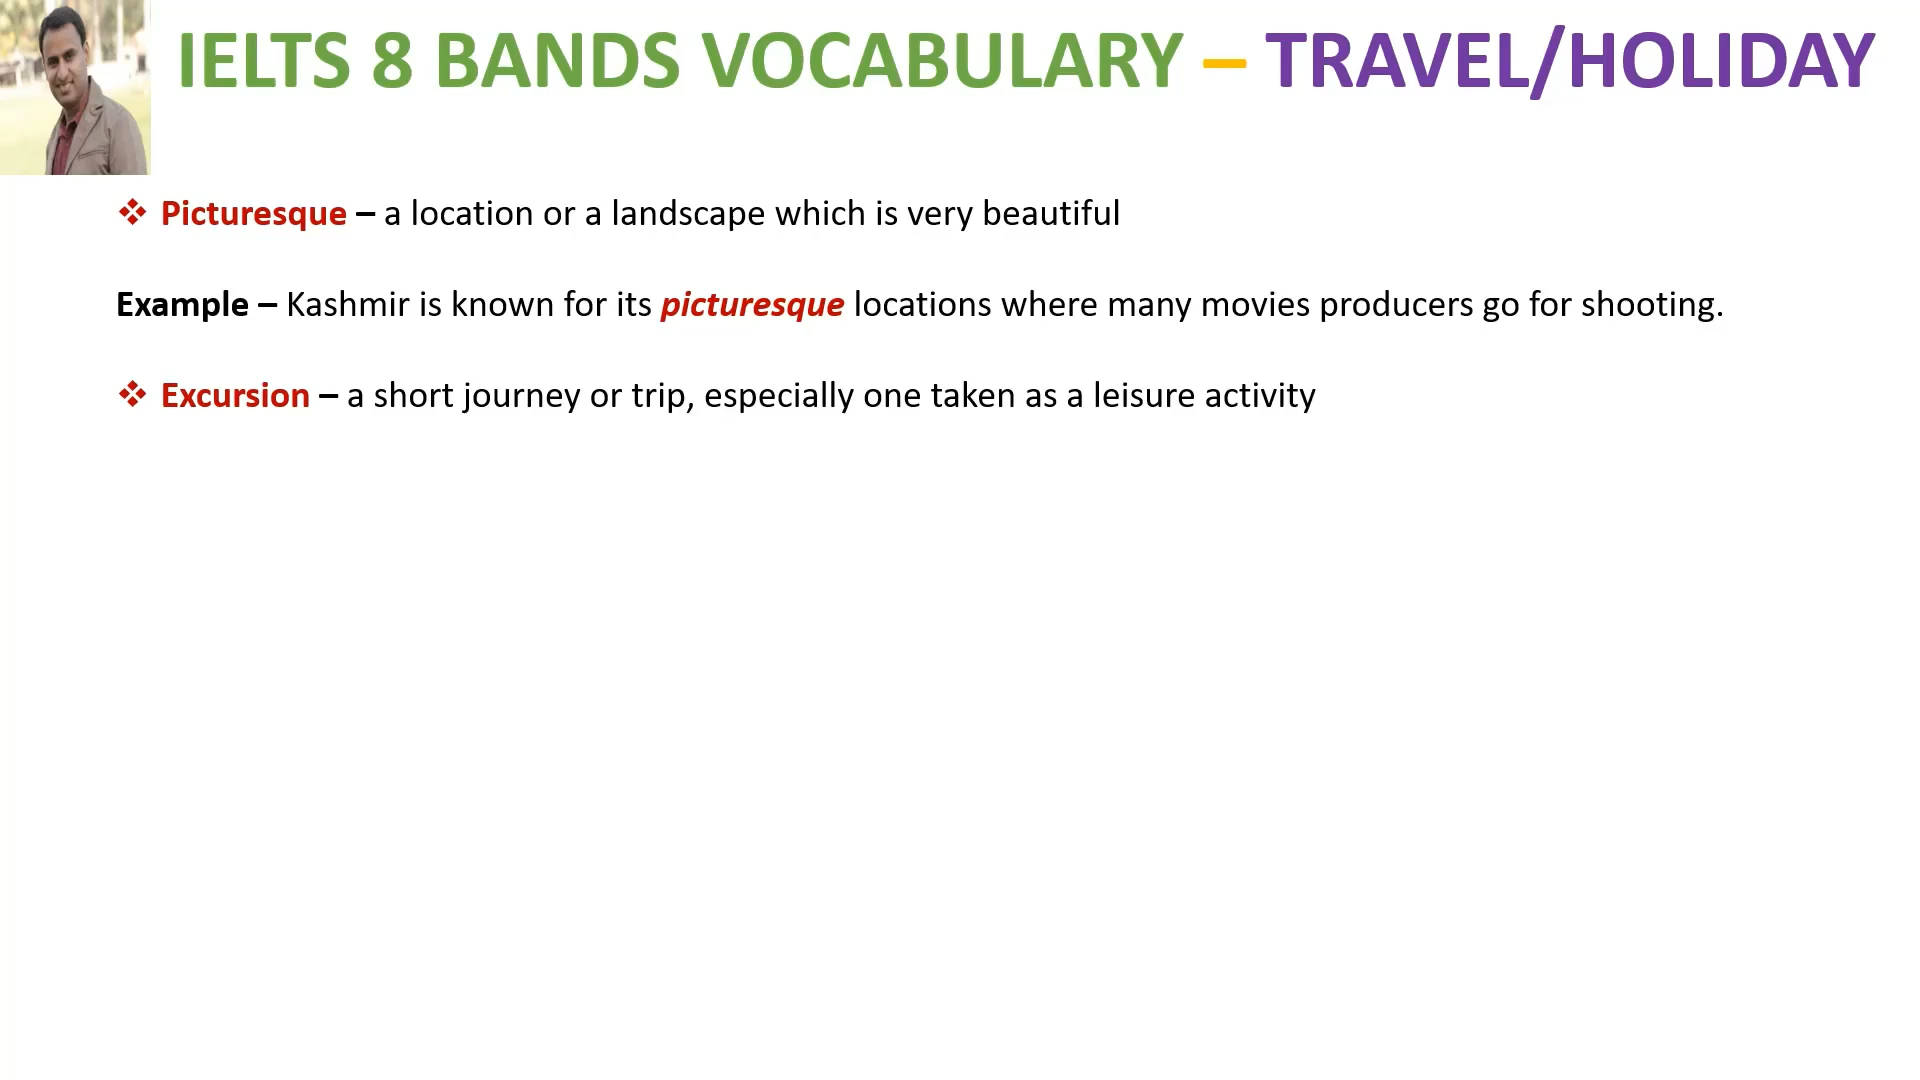 IELTS 8 BANDS VOCABULARY – TRAVEL/HOLIDAY
❖ Picturesque – a location or a landscape which is very beautiful
Example – Kashmir is known for its picturesque locations where many movies producers go for shooting.
❖ Excursion – a short journey or trip, especially one taken as a leisure activity